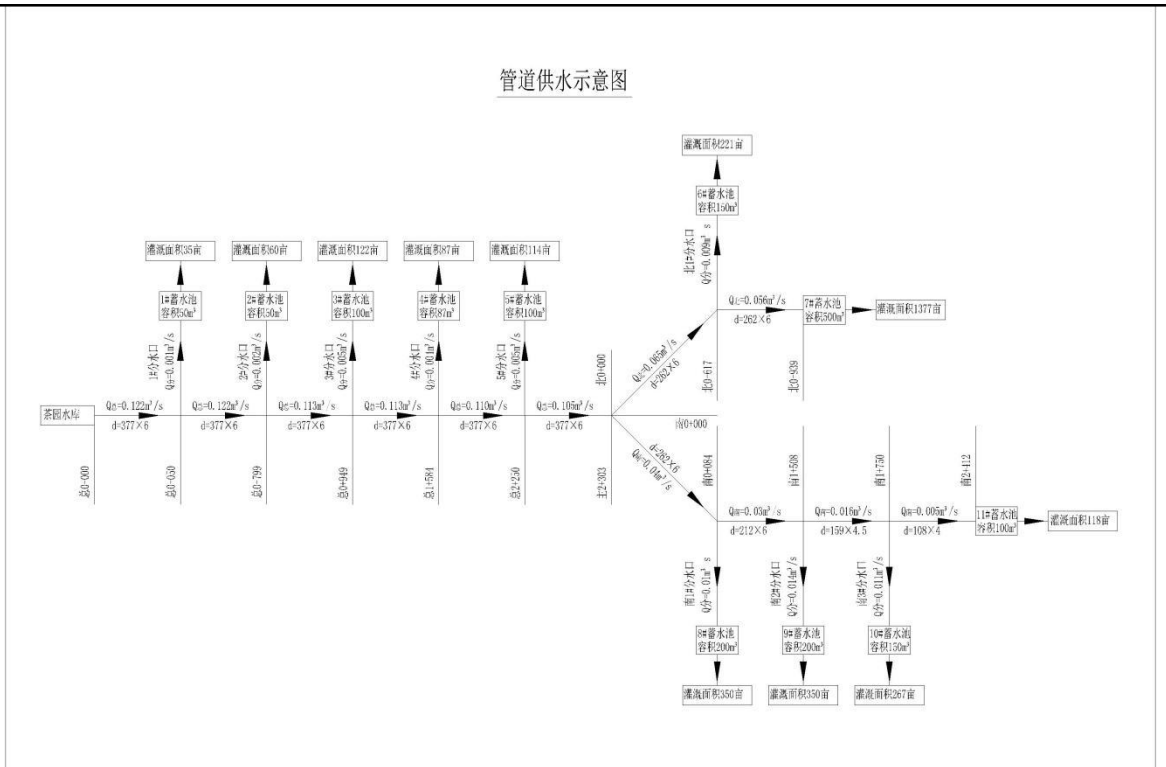 管道供水示意图
灌溉面积221亩
6#蓄水池
容积150m³
北1#分水口
Q分=0.009m³ s
灌溉面积35亩
灌溉面积60亩
灌溉面积122亩
灌溉面积87亩
灌溉面积114亩
1#蓄水池
容积50m³
2#蓄水池
容积50m³
3#蓄水池
容积100m³
4#蓄水池
容积87m³
5#蓄水池
容积100m³
1#分水口
Q分=0.001m³/s
2#分水口
Q分=0.002m³/s
3#分水口
Q分=0.005m³/s
4#分水口
Q分=0.001m³/s
5#分水口
Q分=0.005m³/s
Q北=0.056m³/s
d=262×6
7#蓄水池
容积500m³
灌溉面积1377亩
北0+000
Q北=0.065m³/s
d=262×6
北0-617
北0-939
茶园水库
Q总=0.122m³/s
d=377×6
Q总=0.122m³/s
d=377×6
Q总=0.113m³/s
d=377×6
Q总=0.113m³/s
d=377×6
Q总=0.110m³/s
d=377×6
Q总=0.105m³/s
d=377×6
南0+000
总0-000
总0-050
总0-799
总0+949
总1+584
总2+250
主2+303
d=262×6
Q南=0.04m³/s
南0+084
南1+508
南1+750
南2+412
Q南=0.03m³/s
d=212×6
Q南=0.016m³/s
d=159×4.5
Q南=0.005m³/s
d=108×4
11#蓄水池
容积100m³
灌溉面积118亩
南1#分水口
Q分=0.01m³ s
南2#分水口
Q分=0.014m³/s
南3#分水口
Q分=0.011m³/s
8#蓄水池
容积200m³
9#蓄水池
容积200m³
10#蓄水池
容积150m³
灌溉面积350亩
灌溉面积350亩
灌溉面积267亩